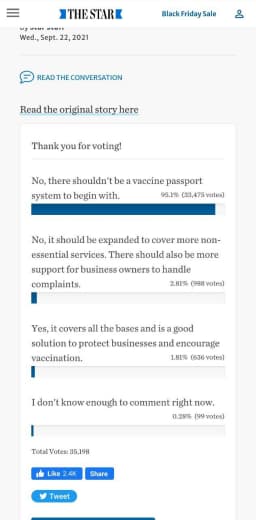 THE STAR
Black Friday Sale
Wed., Sept. 22, 2021
READ THE CONVERSATION
Read the original story here
Thank you for voting!
No, there shouldn't be a vaccine passport
system to begin with.
95.1% (33,475 votes)
No, it should be expanded to cover more non-
essential services. There should also be more
support for business owners to handle
complaints.
2.81% (988 votes)
Yes, it covers all the bases and is a good
solution to protect businesses and encourage
vaccination.
1.81% (636 votes)
I don't know enough to comment right now.
0.28% (99 votes)
Total Votes: 35,198
Like 2.4K Share
Tweet